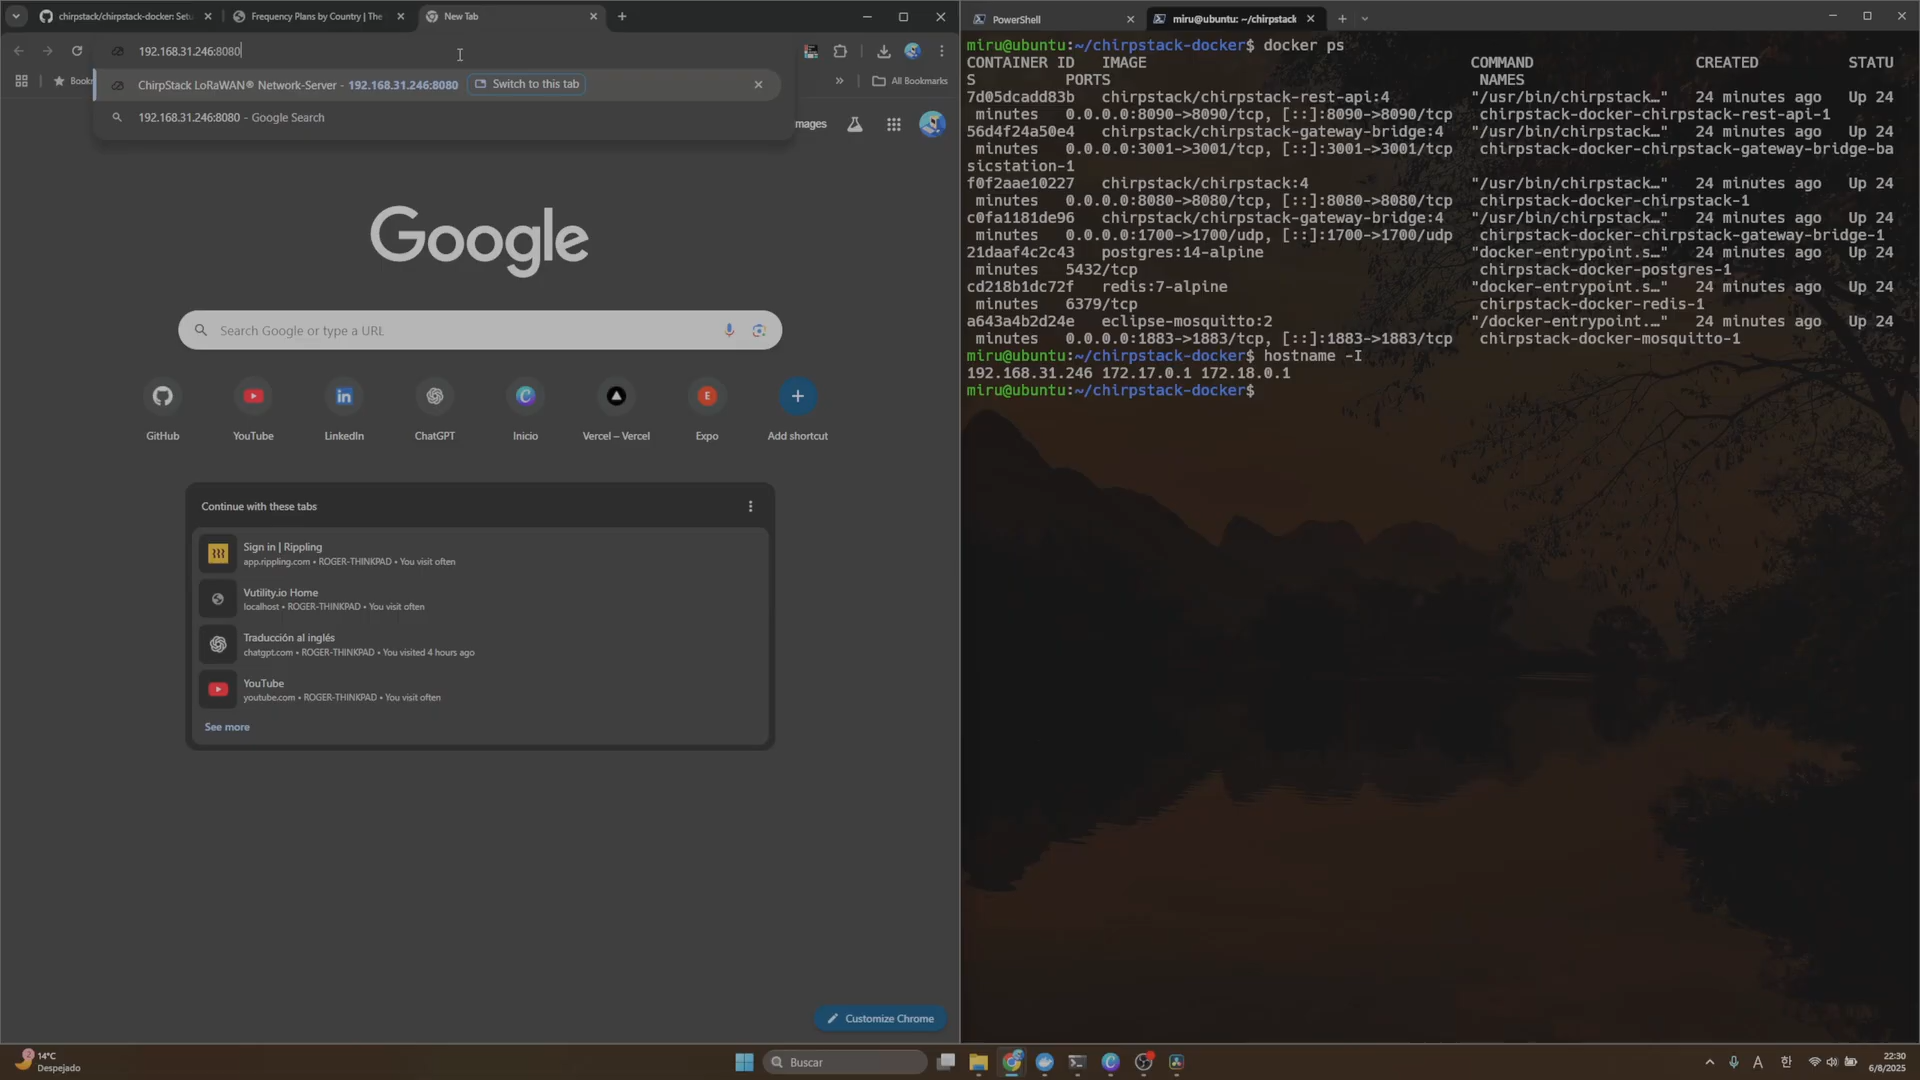 chirpstack/chirpstack-docker: Setu
Frequency Plans by Country | The
New Tab
192.168.31.246:8080
Book
ChirpStack LoRaWAN® Network-Server - 192.168.31.246:8080
Switch to this tab
All Bookmarks
192.168.31.246:8080 - Google Search
mages
Google
Search Google or type a URL
GitHub
YouTube
LinkedIn
ChatGPT
Inicio
Vercel – Vercel
Expo
Add shortcut
Continue with these tabs
Sign in | Rippling
app.rippling.com • ROGER-THINKPAD • You visit often
Vutility.io Home
localhost • ROGER-THINKPAD • You visit often
Traducción al inglés
chatgpt.com • ROGER-THINKPAD • You visited 4 hours ago
YouTube
youtube.com • ROGER-THINKPAD • You visit often
See more
Customize Chrome
PowerShell
miru@ubuntu: ~/chirpstack
miru@ubuntu:~/chirpstack-docker$ docker ps
CONTAINER ID   IMAGE   COMMAND   CREATED   STATU
S   PORTS   NAMES
7d05dcadd83b   chirpstack/chirpstack-rest-api:4   "/usr/bin/chirpstack…"   24 minutes ago   Up 24
minutes   0.0.0.0:8090->8090/tcp, [::]:8090->8090/tcp   chirpstack-docker-chirpstack-rest-api-1
56d4f24a50e4   chirpstack/chirpstack-gateway-bridge:4   "/usr/bin/chirpstack…"   24 minutes ago   Up 24
minutes   0.0.0.0:3001->3001/tcp, [::]:3001->3001/tcp   chirpstack-docker-chirpstack-gateway-bridge-ba
sicstation-1
f0f2aae10227   chirpstack/chirpstack:4   "/usr/bin/chirpstack…"   24 minutes ago   Up 24
minutes   0.0.0.0:8080->8080/tcp, [::]:8080->8080/tcp   chirpstack-docker-chirpstack-1
c0fa1181de96   chirpstack/chirpstack-gateway-bridge:4   "/usr/bin/chirpstack…"   24 minutes ago   Up 24
minutes   0.0.0.0:1700->1700/udp, [::]:1700->1700/udp   chirpstack-docker-chirpstack-gateway-bridge-1
21daaf4c2c43   postgres:14-alpine   "docker-entrypoint.s…"   24 minutes ago   Up 24
minutes   5432/tcp   chirpstack-docker-postgres-1
cd218b1dc72f   redis:7-alpine   "docker-entrypoint.s…"   24 minutes ago   Up 24
minutes   6379/tcp   chirpstack-docker-redis-1
a643a4b2d24e   eclipse-mosquitto:2   "/docker-entrypoint.…"   24 minutes ago   Up 24
minutes   0.0.0.0:1883->1883/tcp, [::]:1883->1883/tcp   chirpstack-docker-mosquitto-1
miru@ubuntu:~/chirpstack-docker$ hostname -I
192.168.31.246 172.17.0.1 172.18.0.1
miru@ubuntu:~/chirpstack-docker$
14°C
Despejado
Buscar
A
한
22:30
6/8/2025